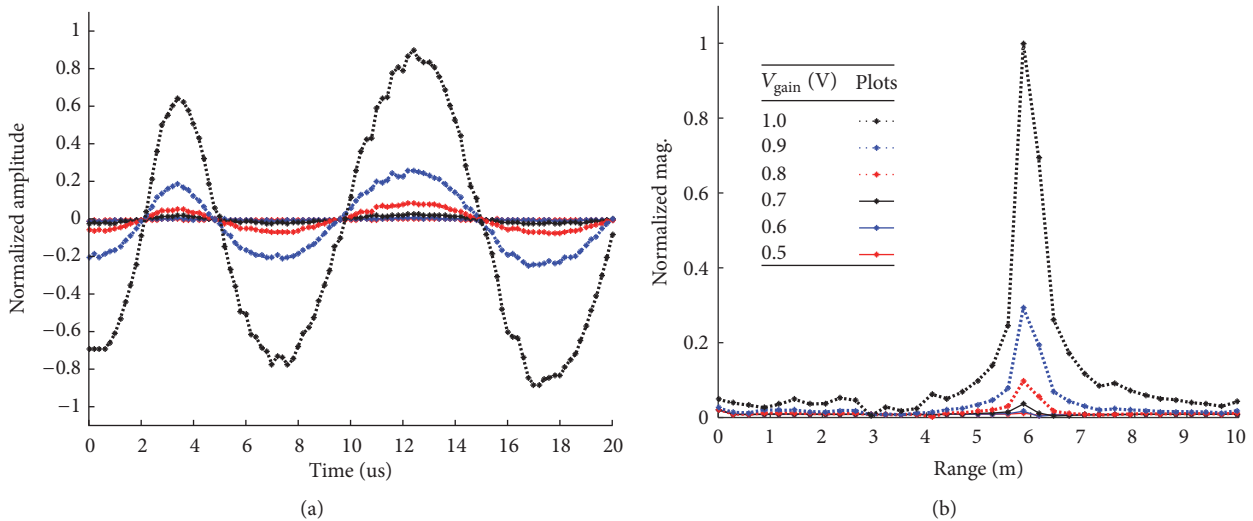 Normalized amplitude
1
0.8
0.6
0.4
0.2
0
−0.2
−0.4
−0.6
−0.8
−1
0 2 4 6 8 10 12 14 16 18 20
Time (us)
(a)
Normalized mag.
1
0.8
0.6
0.4
0.2
0
V_gain (V) Plots
1.0
0.9
0.8
0.7
0.6
0.5
0 1 2 3 4 5 6 7 8 9 10
Range (m)
(b)